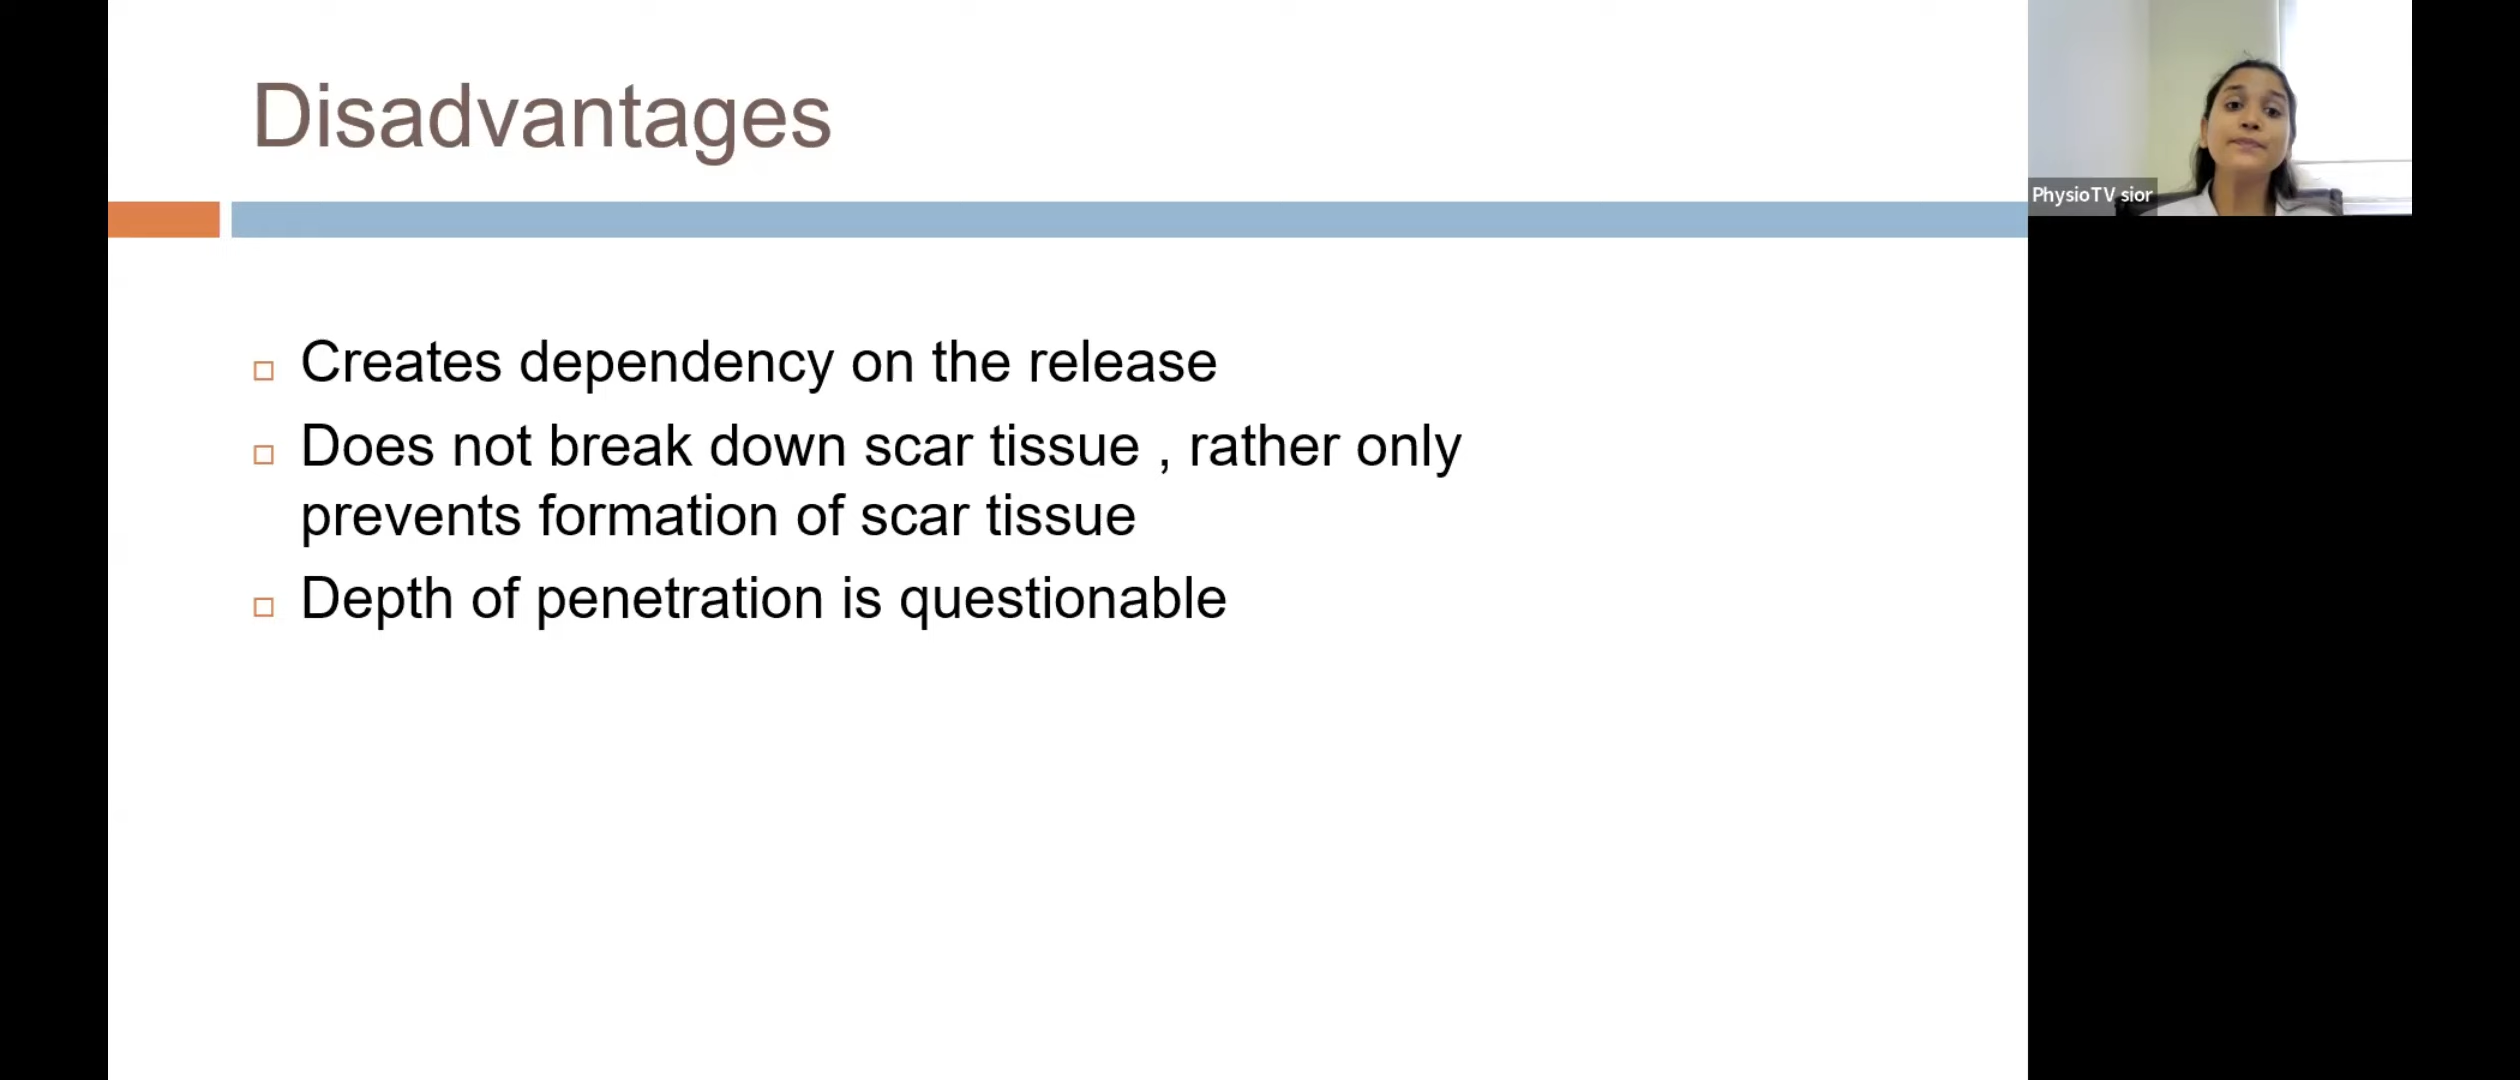 Disadvantages
PhysioTV sior
Creates dependency on the release
Does not break down scar tissue , rather only
prevents formation of scar tissue
Depth of penetration is questionable